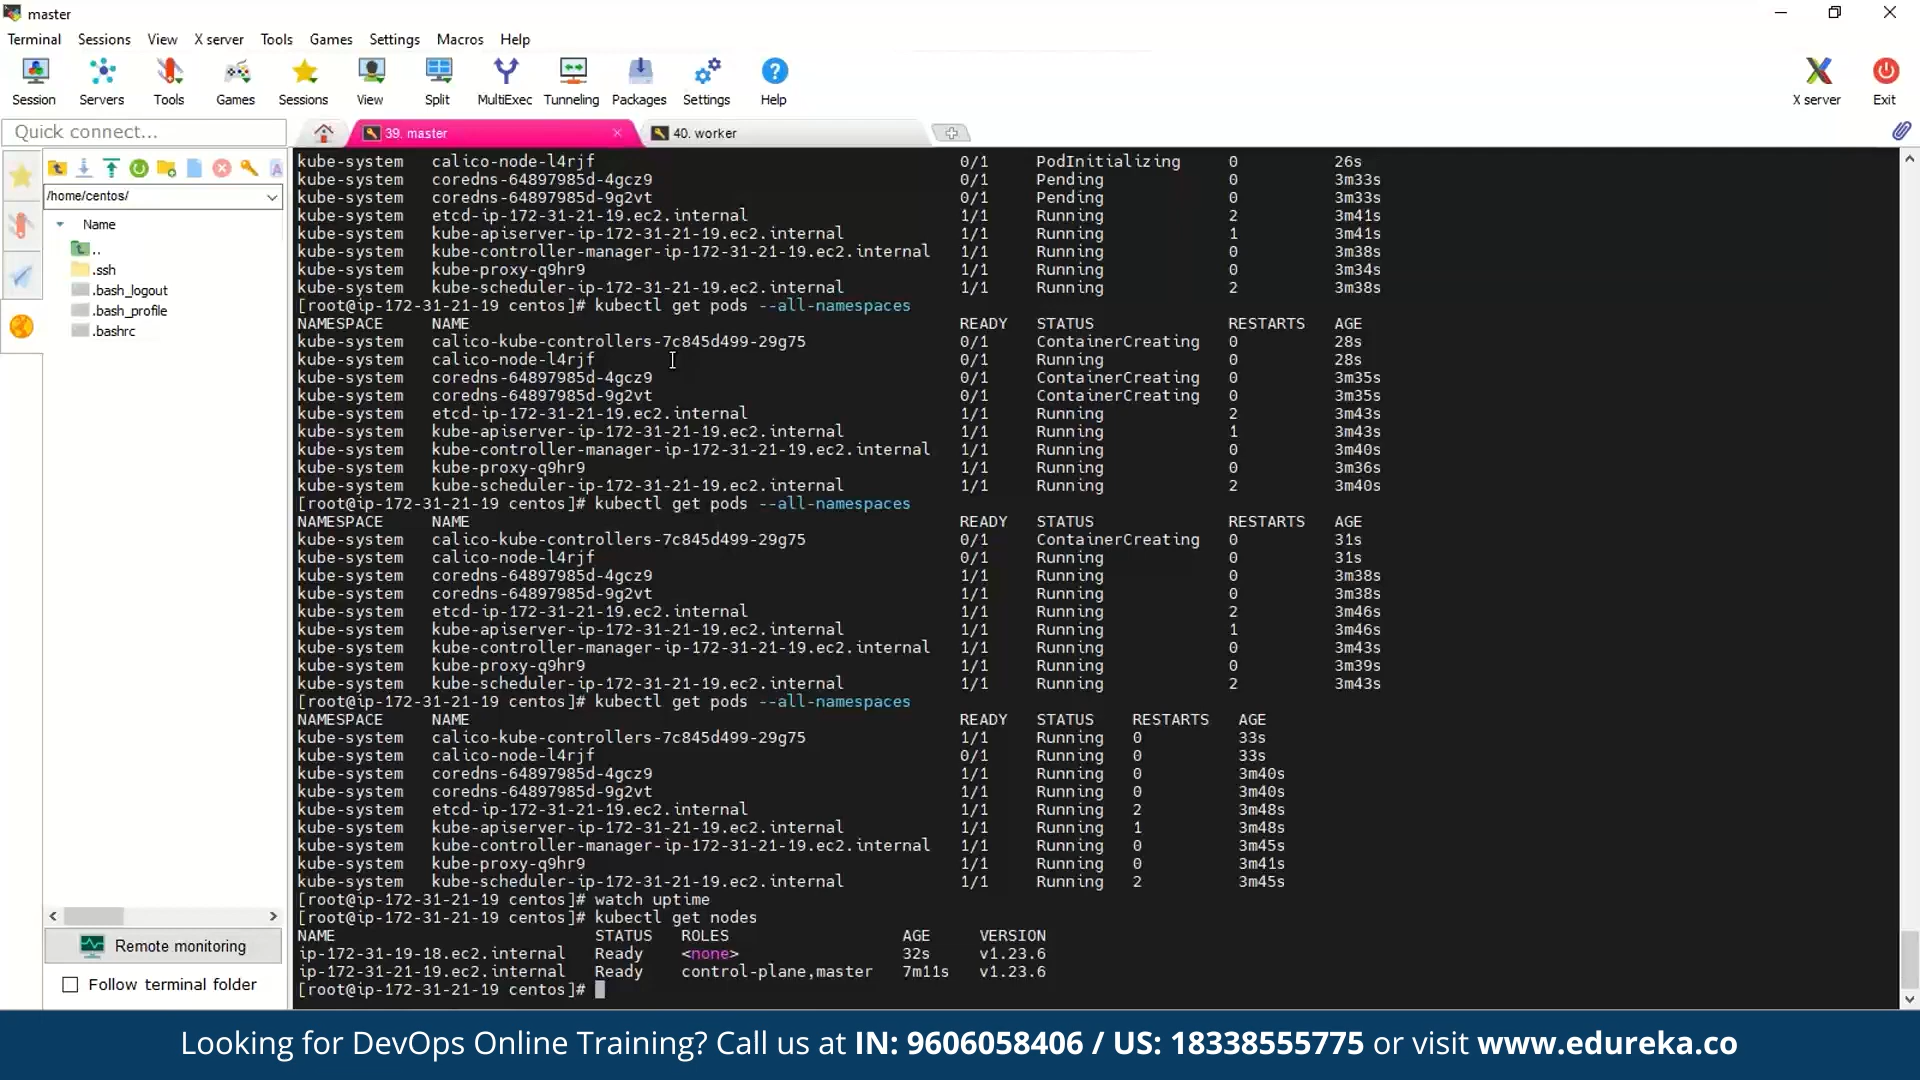 master
Terminal Sessions View X server Tools Games Settings Macros Help
Session Servers Tools Games Sessions View Split MultiExec Tunneling Packages Settings Help X server Exit
Quick connect...
39. master
40. worker
/home/centos/
Name
..
.ssh
.bash_logout
.bash_profile
.bashrc
Remote monitoring
Follow terminal folder
kube-system calico-node-l4rjf 0/1 PodInitializing 0 26s
kube-system coredns-64897985d-4gcz9 0/1 Pending 0 3m33s
kube-system coredns-64897985d-9g2vt 0/1 Pending 0 3m33s
kube-system etcd-ip-172-31-21-19.ec2.internal 1/1 Running 2 3m41s
kube-system kube-apiserver-ip-172-31-21-19.ec2.internal 1/1 Running 1 3m41s
kube-system kube-controller-manager-ip-172-31-21-19.ec2.internal 1/1 Running 0 3m38s
kube-system kube-proxy-q9hr9 1/1 Running 0 3m34s
kube-system kube-scheduler-ip-172-31-21-19.ec2.internal 1/1 Running 2 3m38s
[root@ip-172-31-21-19 centos]# kubectl get pods --all-namespaces
NAMESPACE NAME READY STATUS RESTARTS AGE
kube-system calico-kube-controllers-7c845d499-29g75 0/1 ContainerCreating 0 28s
kube-system calico-node-l4rjf 0/1 Running 0 28s
kube-system coredns-64897985d-4gcz9 0/1 ContainerCreating 0 3m35s
kube-system coredns-64897985d-9g2vt 0/1 ContainerCreating 0 3m35s
kube-system etcd-ip-172-31-21-19.ec2.internal 1/1 Running 2 3m43s
kube-system kube-apiserver-ip-172-31-21-19.ec2.internal 1/1 Running 1 3m43s
kube-system kube-controller-manager-ip-172-31-21-19.ec2.internal 1/1 Running 0 3m40s
kube-system kube-proxy-q9hr9 1/1 Running 0 3m36s
kube-system kube-scheduler-ip-172-31-21-19.ec2.internal 1/1 Running 2 3m40s
[root@ip-172-31-21-19 centos]# kubectl get pods --all-namespaces
NAMESPACE NAME READY STATUS RESTARTS AGE
kube-system calico-kube-controllers-7c845d499-29g75 0/1 ContainerCreating 0 31s
kube-system calico-node-l4rjf 0/1 Running 0 31s
kube-system coredns-64897985d-4gcz9 1/1 Running 0 3m38s
kube-system coredns-64897985d-9g2vt 1/1 Running 0 3m38s
kube-system etcd-ip-172-31-21-19.ec2.internal 1/1 Running 2 3m46s
kube-system kube-apiserver-ip-172-31-21-19.ec2.internal 1/1 Running 1 3m46s
kube-system kube-controller-manager-ip-172-31-21-19.ec2.internal 1/1 Running 0 3m43s
kube-system kube-proxy-q9hr9 1/1 Running 0 3m39s
kube-system kube-scheduler-ip-172-31-21-19.ec2.internal 1/1 Running 2 3m43s
[root@ip-172-31-21-19 centos]# kubectl get pods --all-namespaces
NAMESPACE NAME READY STATUS RESTARTS AGE
kube-system calico-kube-controllers-7c845d499-29g75 1/1 Running 0 33s
kube-system calico-node-l4rjf 0/1 Running 0 33s
kube-system coredns-64897985d-4gcz9 1/1 Running 0 3m40s
kube-system coredns-64897985d-9g2vt 1/1 Running 0 3m40s
kube-system etcd-ip-172-31-21-19.ec2.internal 1/1 Running 2 3m48s
kube-system kube-apiserver-ip-172-31-21-19.ec2.internal 1/1 Running 1 3m48s
kube-system kube-controller-manager-ip-172-31-21-19.ec2.internal 1/1 Running 0 3m45s
kube-system kube-proxy-q9hr9 1/1 Running 0 3m41s
kube-system kube-scheduler-ip-172-31-21-19.ec2.internal 1/1 Running 2 3m45s
[root@ip-172-31-21-19 centos]# watch uptime
[root@ip-172-31-21-19 centos]# kubectl get nodes
NAME STATUS ROLES AGE VERSION
ip-172-31-19-18.ec2.internal Ready <none> 32s v1.23.6
ip-172-31-21-19.ec2.internal Ready control-plane,master 7m11s v1.23.6
[root@ip-172-31-21-19 centos]#
Looking for DevOps Online Training? Call us at IN: 9606058406 / US: 18338555775 or visit www.edureka.co